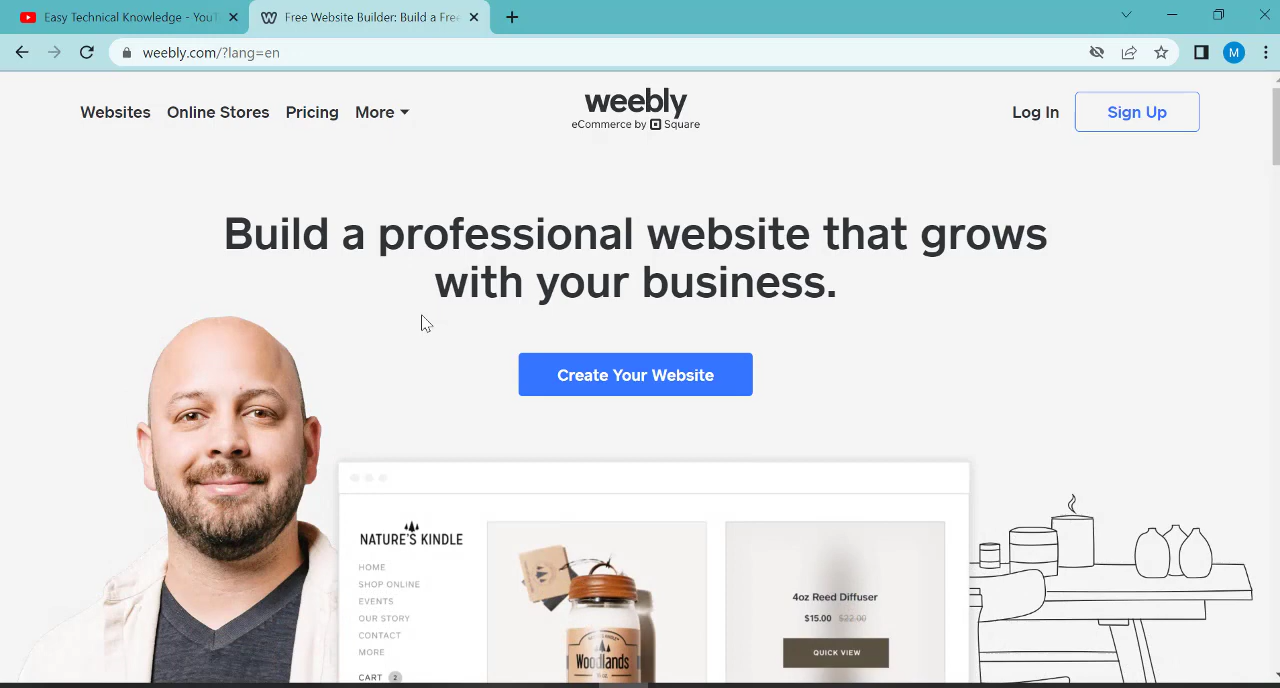 Easy Technical Knowledge - YouT
Free Website Builder: Build a Free
weebly.com/?lang=en
M
Websites Online Stores Pricing More
weebly
eCommerce by Square
Log In Sign Up
Build a professional website that grows
with your business.
Create Your Website
NATURE'S KINDLE
HOME
SHOP ONLINE
EVENTS
OUR STORY
CONTACT
MORE
CART 2
Woodlands
4oz Reed Diffuser
$15.00 $22.00
QUICK VIEW